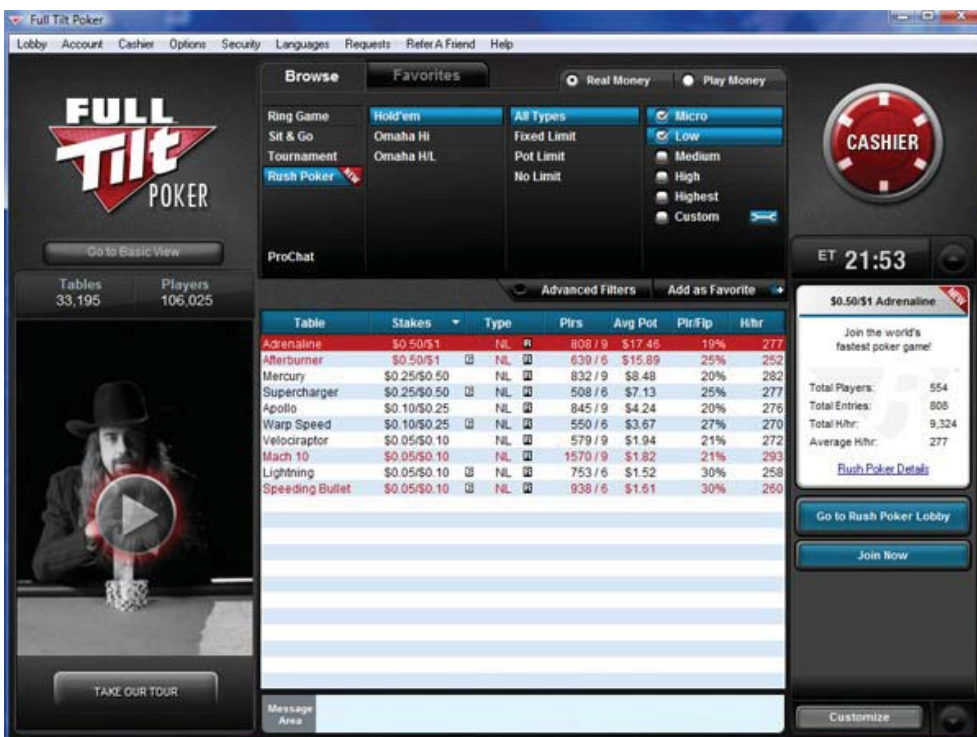 Full Tilt Poker
Lobby Account Cashier Options Security Languages Requests Refer A Friend Help
FULL
Tilt
POKER
Go to Basic View
Tables Players
33,195 106,025
TAKE OUR TOUR
Browse Favorites Real Money Play Money
Ring Game Hold'em All Types Micro
Sit & Go Omaha Hi Fixed Limit Low
Tournament Omaha H/L Pot Limit Medium
Rush Poker NEW No Limit High
Highest
Custom
ProChat
Advanced Filters Add as Favorite
Table Stakes Type Plrs Avg Pot Plr/Flp H/hr
Adrenaline $0.50/$1 NL 808 / 9 $17.46 19% 277
Afterburner $0.50/$1 NL 639 / 6 $15.89 25% 252
Mercury $0.25/$0.50 NL 832 / 9 $8.48 20% 282
Supercharger $0.25/$0.50 NL 508 / 6 $7.13 25% 277
Apollo $0.10/$0.25 NL 845 / 9 $4.24 20% 276
Warp Speed $0.10/$0.25 NL 550 / 6 $3.67 27% 270
Velociraptor $0.05/$0.10 NL 579 / 9 $1.94 21% 272
Mach 10 $0.05/$0.10 NL 1570 / 9 $1.82 21% 293
Lightning $0.05/$0.10 NL 753 / 6 $1.52 30% 258
Speeding Bullet $0.05/$0.10 NL 938 / 6 $1.61 30% 260
Message
Area
CASHIER
ET 21:53
$0.50/$1 Adrenaline NEW
Join the world's
fastest poker game!
Total Players: 554
Total Entries: 808
Total H/hr: 9,324
Average H/hr: 277
Rush Poker Details
Go to Rush Poker Lobby
Join Now
Customize